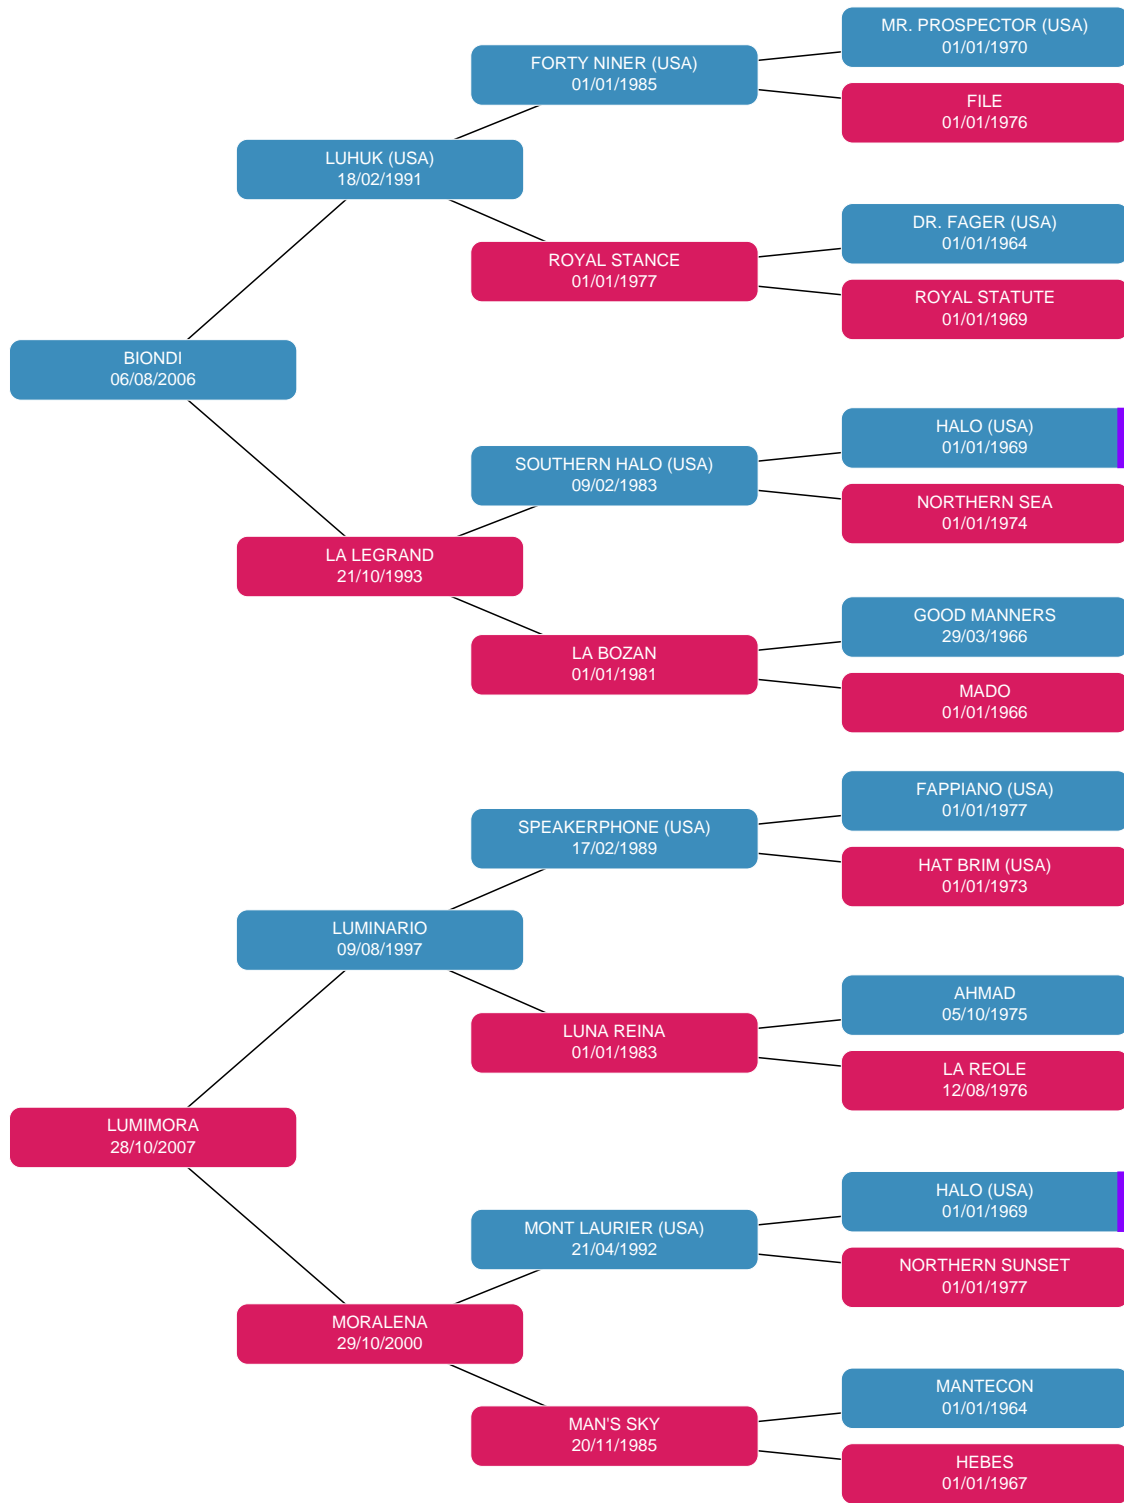 MR. PROSPECTOR (USA)
01/01/1970
FORTY NINER (USA)
01/01/1985
FILE
01/01/1976
LUHUK (USA)
18/02/1991
DR. FAGER (USA)
01/01/1964
ROYAL STANCE
01/01/1977
ROYAL STATUTE
01/01/1969
BIONDI
06/08/2006
HALO (USA)
01/01/1969
SOUTHERN HALO (USA)
09/02/1983
NORTHERN SEA
01/01/1974
LA LEGRAND
21/10/1993
GOOD MANNERS
29/03/1966
LA BOZAN
01/01/1981
MADO
01/01/1966
FAPPIANO (USA)
01/01/1977
SPEAKERPHONE (USA)
17/02/1989
HAT BRIM (USA)
01/01/1973
LUMINARIO
09/08/1997
AHMAD
05/10/1975
LUNA REINA
01/01/1983
LA REOLE
12/08/1976
LUMIMORA
28/10/2007
HALO (USA)
01/01/1969
MONT LAURIER (USA)
21/04/1992
NORTHERN SUNSET
01/01/1977
MORALENA
29/10/2000
MANTECON
01/01/1964
MAN'S SKY
20/11/1985
HEBES
01/01/1967